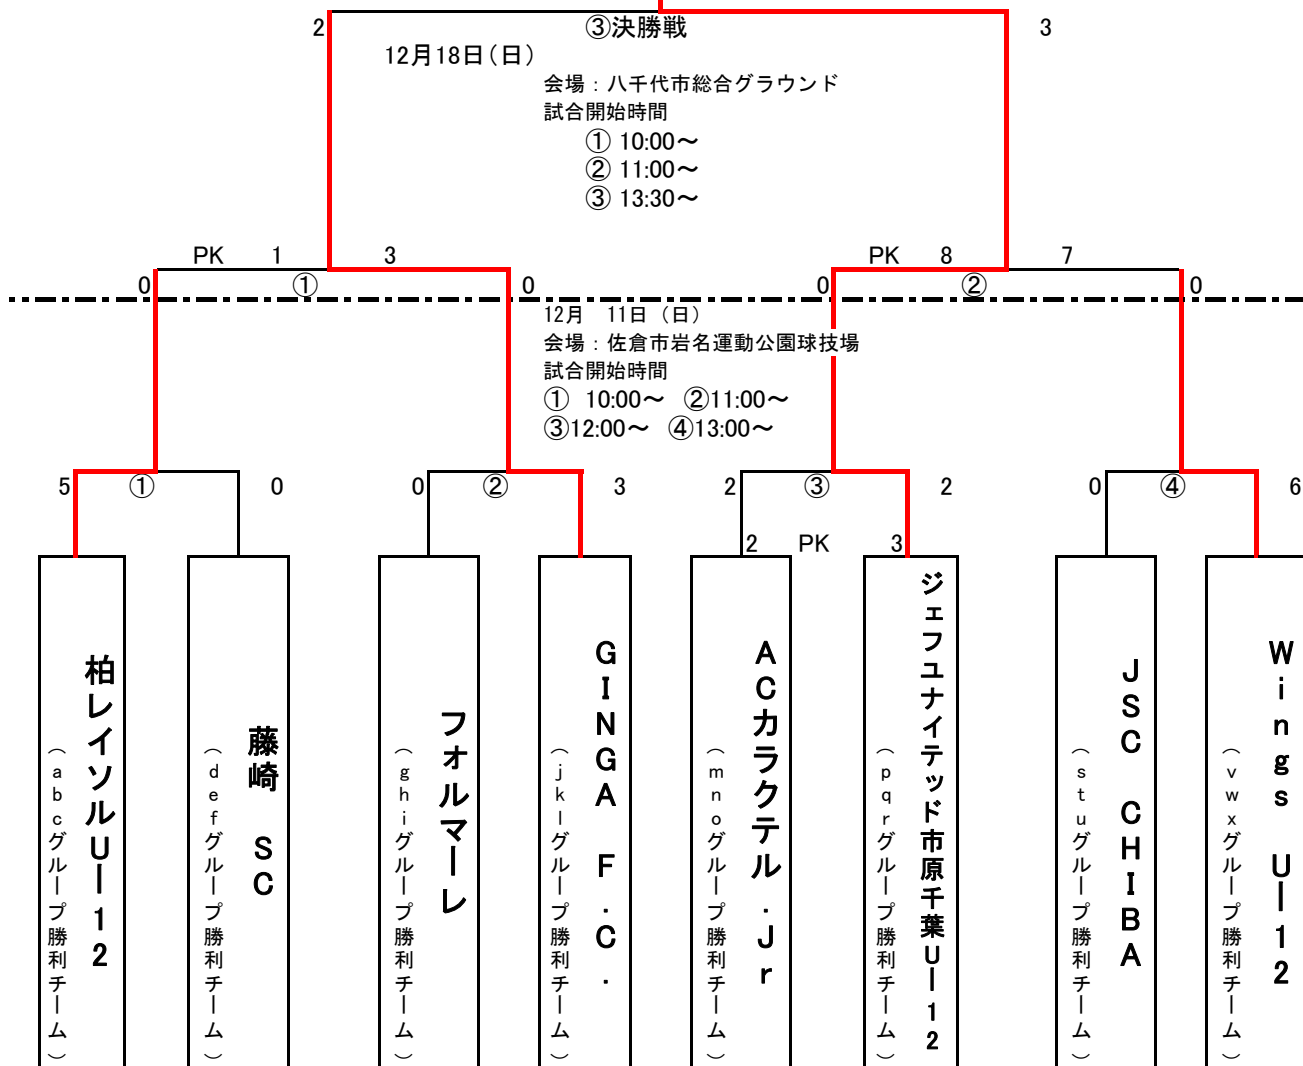 2 ③決勝戦 3
12月18日（日）
会場：八千代市総合グラウンド
試合開始時間
① 10:00～
② 11:00～
③ 13:30～
PK 1 3 PK 8 7
0 ① 0 0 ② 0
12月　11日（日）
会場：佐倉市岩名運動公園球技場
試合開始時間
①　10:00～　②11:00～
③12:00～　④13:00～
5 ① 0 0 ② 3 2 ③ 2 0 ④ 6
2 PK 3
柏レイソルU－12
（abcグループ勝利チーム）
藤崎　SC
（defグループ勝利チーム）
フォルマーレ
（ghiグループ勝利チーム）
GINGA　F.C.
（jklグループ勝利チーム）
ACカラクテル.Jr
（mnoグループ勝利チーム）
ジェフユナイテッド市原千葉U－12
（pqrグループ勝利チーム）
JSC　CHIBA
（stuグループ勝利チーム）
Wings　U－12
（vwxグループ勝利チーム）